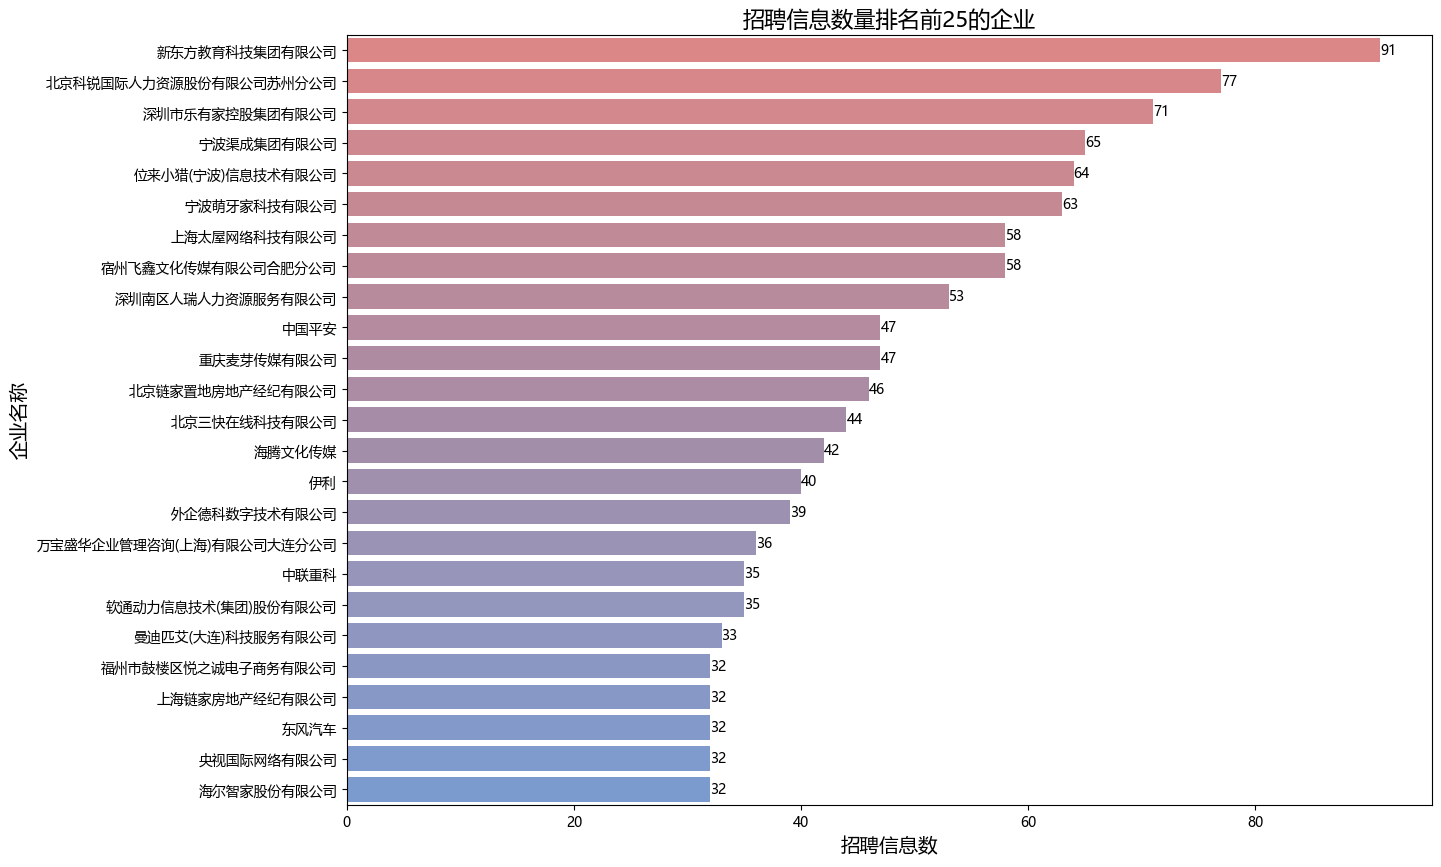 招聘信息数量排名前25的企业
新东方教育科技集团有限公司
91
北京科锐国际人力资源股份有限公司苏州分公司
77
深圳市乐有家控股集团有限公司
71
宁波渠成集团有限公司
65
位来小猎(宁波)信息技术有限公司
64
宁波萌牙家科技有限公司
63
上海太屋网络科技有限公司
58
宿州飞鑫文化传媒有限公司合肥分公司
58
深圳南区人瑞人力资源服务有限公司
53
中国平安
47
重庆麦芽传媒有限公司
47
北京链家置地房地产经纪有限公司
46
北京三快在线科技有限公司
44
海腾文化传媒
42
伊利
40
外企德科数字技术有限公司
39
万宝盛华企业管理咨询(上海)有限公司大连分公司
36
中联重科
35
软通动力信息技术(集团)股份有限公司
35
曼迪匹艾(大连)科技服务有限公司
33
福州市鼓楼区悦之诚电子商务有限公司
32
上海链家房地产经纪有限公司
32
东风汽车
32
央视国际网络有限公司
32
海尔智家股份有限公司
32
0 20 40 60 80
招聘信息数
企业名称